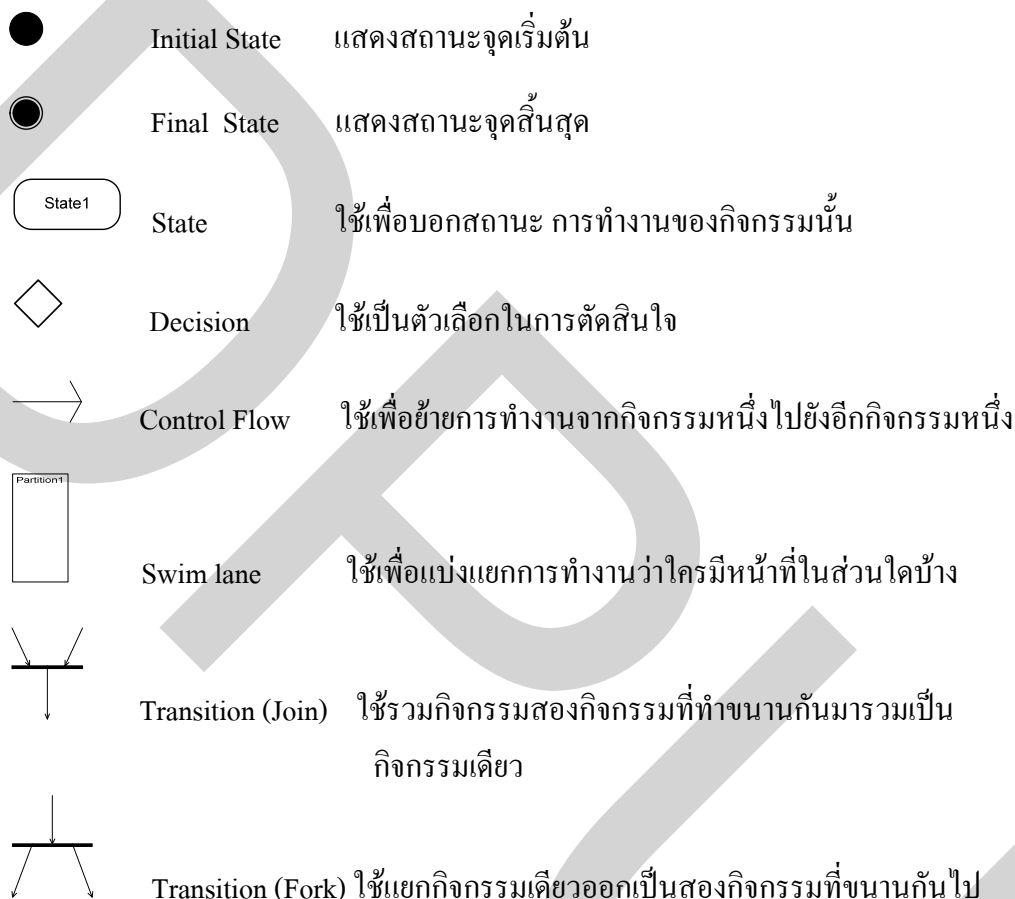 Initial State แสดงสถานะจุดเริ่มต้น
Final State แสดงสถานะจุดสิ้นสุด
State1
State ใช้เพื่อบอกสถานะ การทำงานของกิจกรรมนั้น
Decision ใช้เป็นตัวเลือกในการตัดสินใจ
Control Flow ใช้เพื่อย้ายการทำงานจากกิจกรรมหนึ่งไปยังอีกกิจกรรมหนึ่ง
Partition1
Swim lane ใช้เพื่อแบ่งแยกการทำงานว่าใครมีหน้าที่ในส่วนใดบ้าง
Transition (Join) ใช้รวมกิจกรรมสองกิจกรรมที่ทำขนานกันมารวมเป็น
กิจกรรมเดียว
Transition (Fork) ใช้แยกกิจกรรมเดียวออกเป็นสองกิจกรรมที่ขนานกันไป